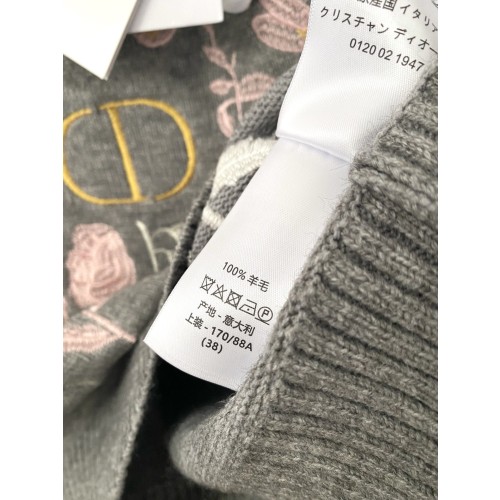 原産国 イタリア
クリスチャン ディオー
0120 02 1947
100% 羊毛
产地 - 意大利
上装 - 170/88A
(38)